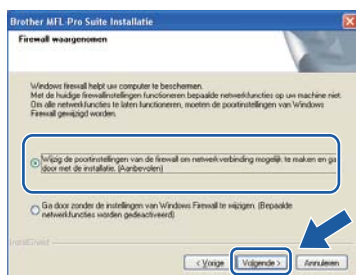 Brother MFL-Pro Suite Installatie
Firewall waargenomen
Windows firewall helpt uw computer te beschermen.
Met de huidige firewallinstellingen functioneren bepaalde netwerkfuncties op uw machine niet.
Om alle netwerkfuncties te laten functioneren, moeten de poortinstellingen van Windows
Firewall gewijzigd worden.
Wijzig de poortinstellingen van de firewall om netwerkverbinding mogelijk te maken en ga
door met de installatie. (Aanbevolen)
Ga door zonder de instellingen van Windows Firewall te wijzigen. (Bepaalde
netwerkfuncties worden gedeactiveerd)
InstallShield
< Vorige
Volgende >
Annuleren